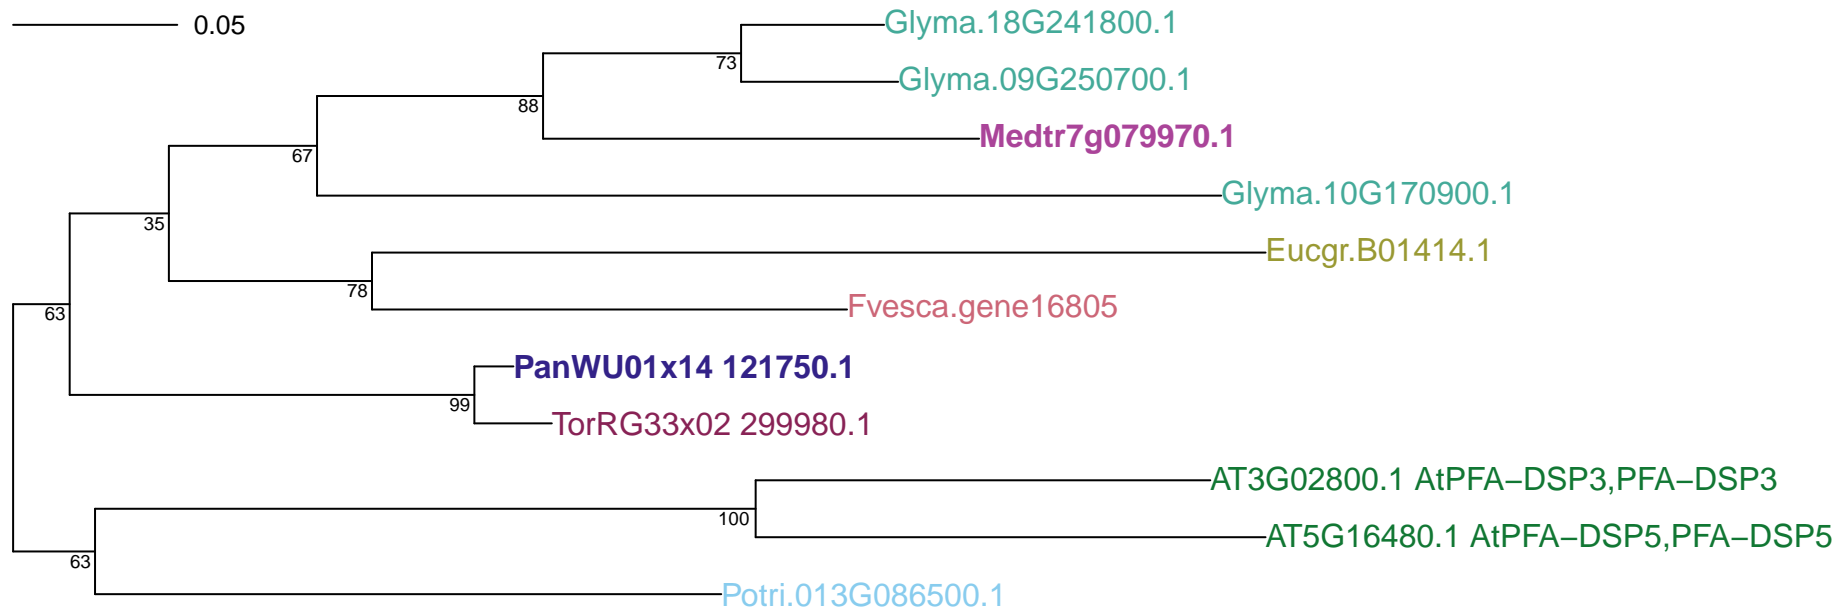 0.05
Glyma.18G241800.1
73
Glyma.09G250700.1
88
Medtr7g079970.1
67
Glyma.10G170900.1
35
Eucgr.B01414.1
78
Fvesca.gene16805
63
PanWU01x14 121750.1
99
TorRG33x02 299980.1
AT3G02800.1 AtPFA−DSP3,PFA−DSP3
100
AT5G16480.1 AtPFA−DSP5,PFA−DSP5
63
Potri.013G086500.1